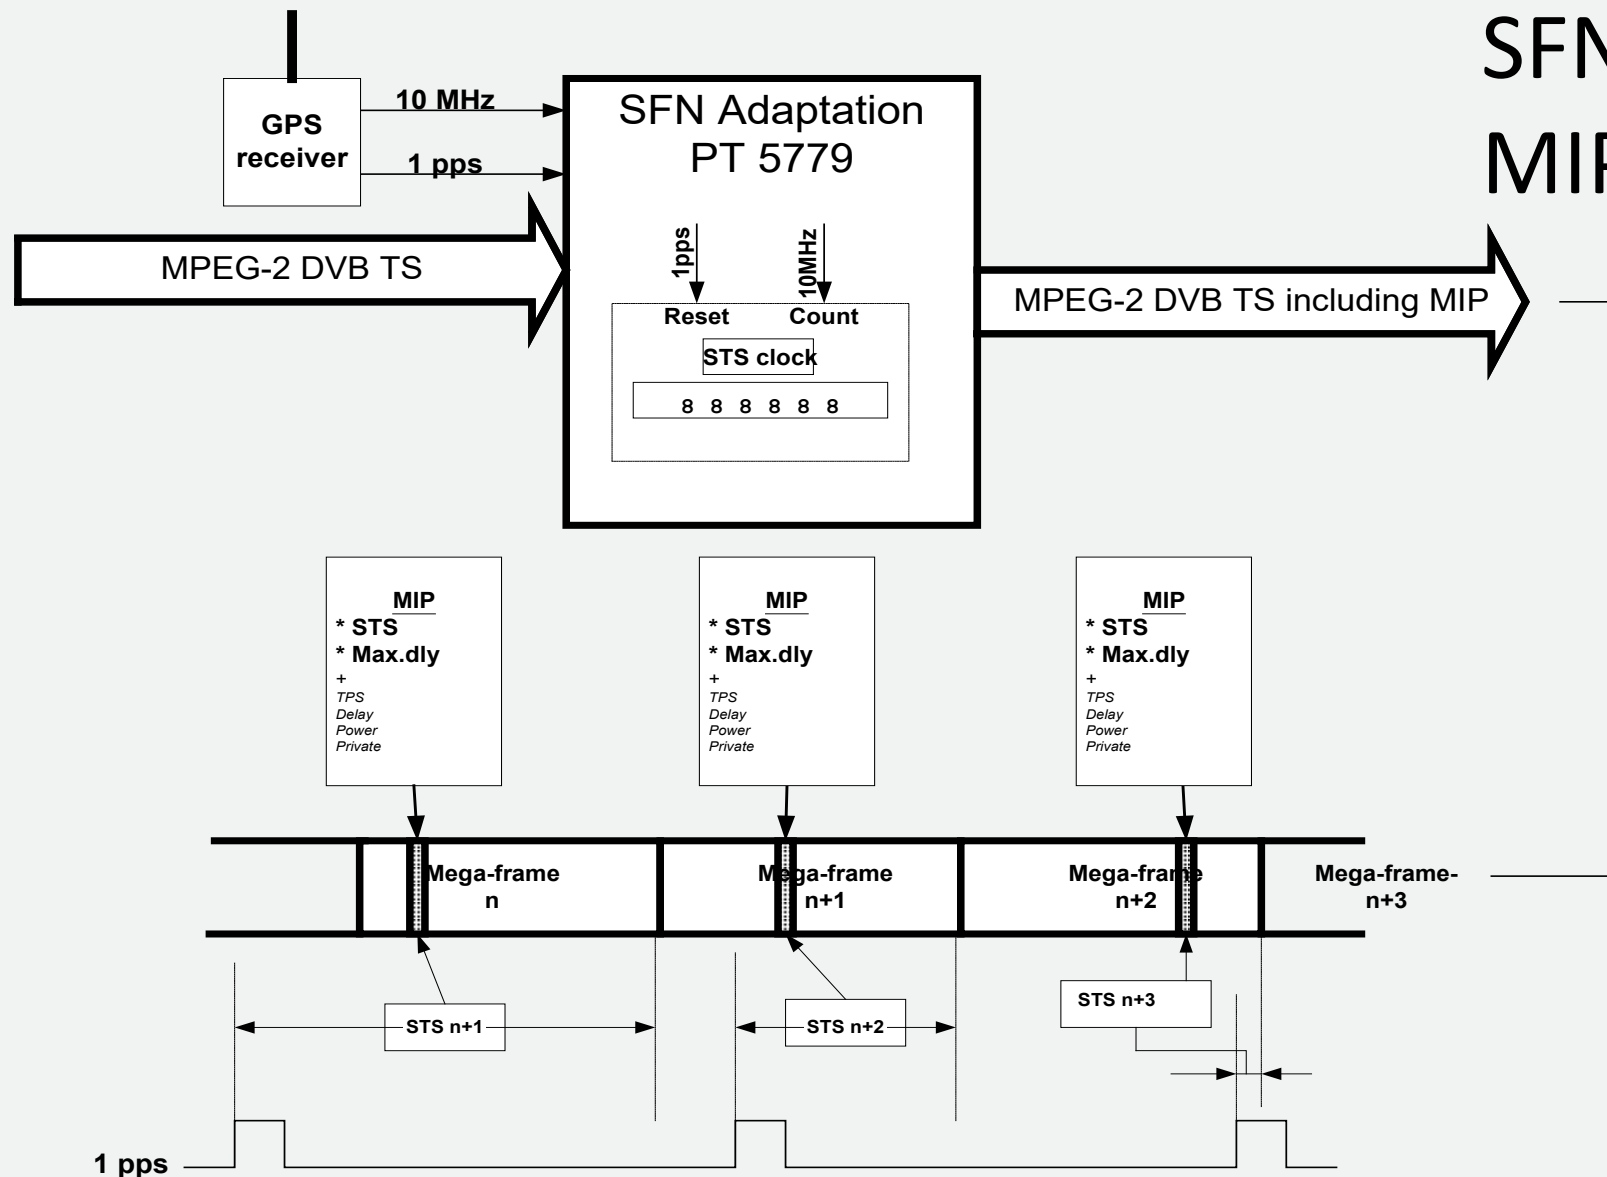 SFN
MIP
GPS
receiver
10 MHz
1 pps
SFN Adaptation
PT 5779
1pps
10MHz
Reset
Count
STS clock
8 8 8 8 8 8
MPEG-2 DVB TS
MPEG-2 DVB TS including MIP
MIP
* STS
* Max.dly
+
TPS
Delay
Power
Private
MIP
* STS
* Max.dly
+
TPS
Delay
Power
Private
MIP
* STS
* Max.dly
+
TPS
Delay
Power
Private
Mega-frame
n
Mega-frame
n+1
Mega-frame
n+2
Mega-frame-
n+3
STS n+1
STS n+2
STS n+3
1 pps